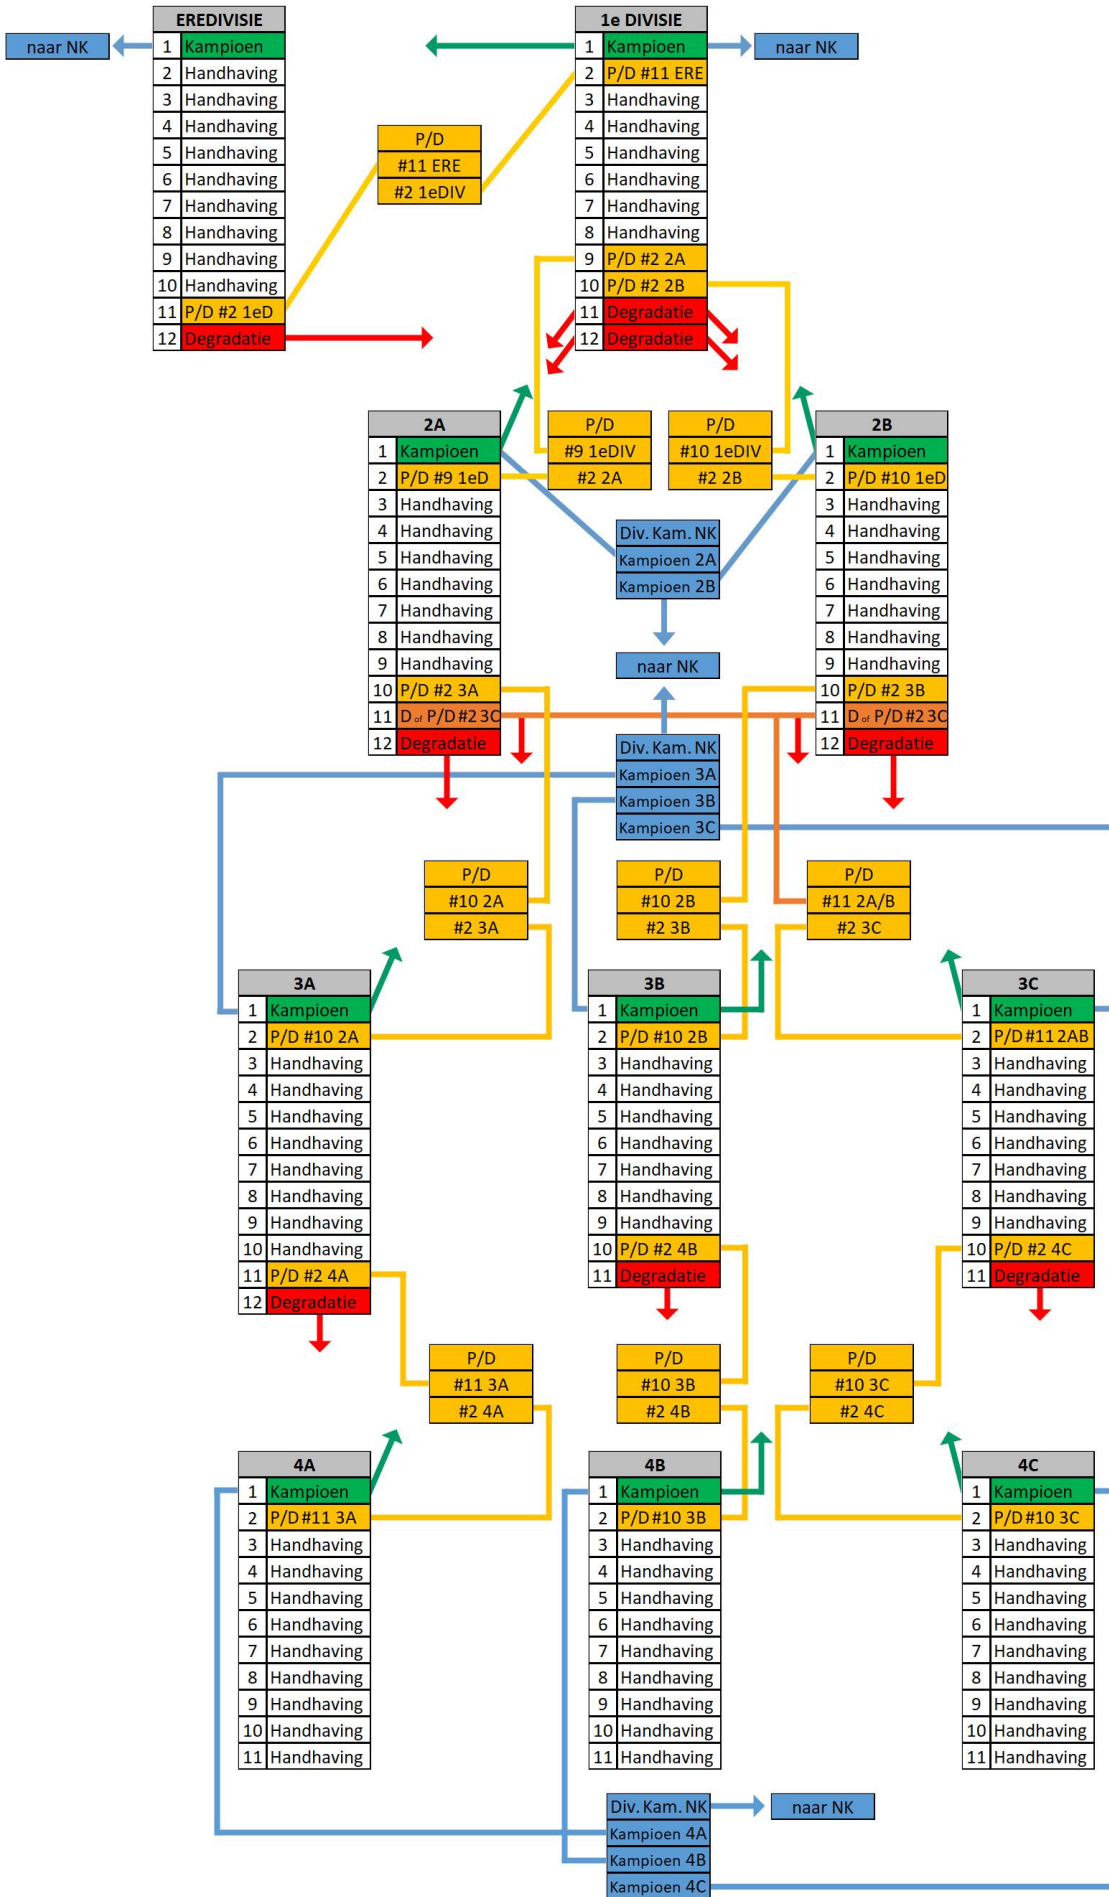 EREDIVISIE
1 Kampioen
2 Handhaving
3 Handhaving
4 Handhaving
5 Handhaving
6 Handhaving
7 Handhaving
8 Handhaving
9 Handhaving
10 Handhaving
11 P/D #2 1eD
12 Degradatie
naar NK
1e DIVISIE
1 Kampioen
2 P/D #11 ERE
3 Handhaving
4 Handhaving
5 Handhaving
6 Handhaving
7 Handhaving
8 Handhaving
9 P/D #2 2A
10 P/D #2 2B
11 Degradatie
12 Degradatie
naar NK
P/D
#11 ERE
#2 1eDIV
2A
1 Kampioen
2 P/D #9 1eD
3 Handhaving
4 Handhaving
5 Handhaving
6 Handhaving
7 Handhaving
8 Handhaving
9 Handhaving
10 P/D #2 3A
11 D of P/D #2 3C
12 Degradatie
P/D
#9 1eDIV
#2 2A
P/D
#10 1eDIV
#2 2B
2B
1 Kampioen
2 P/D #10 1eD
3 Handhaving
4 Handhaving
5 Handhaving
6 Handhaving
7 Handhaving
8 Handhaving
9 Handhaving
10 P/D #2 3B
11 D of P/D #2 3C
12 Degradatie
Div. Kam. NK
Kampioen 2A
Kampioen 2B
naar NK
Div. Kam. NK
Kampioen 3A
Kampioen 3B
Kampioen 3C
P/D
#10 2A
#2 3A
P/D
#10 2B
#2 3B
P/D
#11 2A/B
#2 3C
3A
1 Kampioen
2 P/D #10 2A
3 Handhaving
4 Handhaving
5 Handhaving
6 Handhaving
7 Handhaving
8 Handhaving
9 Handhaving
10 Handhaving
11 P/D #2 4A
12 Degradatie
3B
1 Kampioen
2 P/D #10 2B
3 Handhaving
4 Handhaving
5 Handhaving
6 Handhaving
7 Handhaving
8 Handhaving
9 Handhaving
10 P/D #2 4B
11 Degradatie
3C
1 Kampioen
2 P/D #11 2AB
3 Handhaving
4 Handhaving
5 Handhaving
6 Handhaving
7 Handhaving
8 Handhaving
9 Handhaving
10 P/D #2 4C
11 Degradatie
P/D
#11 3A
#2 4A
P/D
#10 3B
#2 4B
P/D
#10 3C
#2 4C
4A
1 Kampioen
2 P/D #11 3A
3 Handhaving
4 Handhaving
5 Handhaving
6 Handhaving
7 Handhaving
8 Handhaving
9 Handhaving
10 Handhaving
11 Handhaving
4B
1 Kampioen
2 P/D #10 3B
3 Handhaving
4 Handhaving
5 Handhaving
6 Handhaving
7 Handhaving
8 Handhaving
9 Handhaving
10 Handhaving
11 Handhaving
4C
1 Kampioen
2 P/D #10 3C
3 Handhaving
4 Handhaving
5 Handhaving
6 Handhaving
7 Handhaving
8 Handhaving
9 Handhaving
10 Handhaving
11 Handhaving
Div. Kam. NK
Kampioen 4A
Kampioen 4B
Kampioen 4C
naar NK